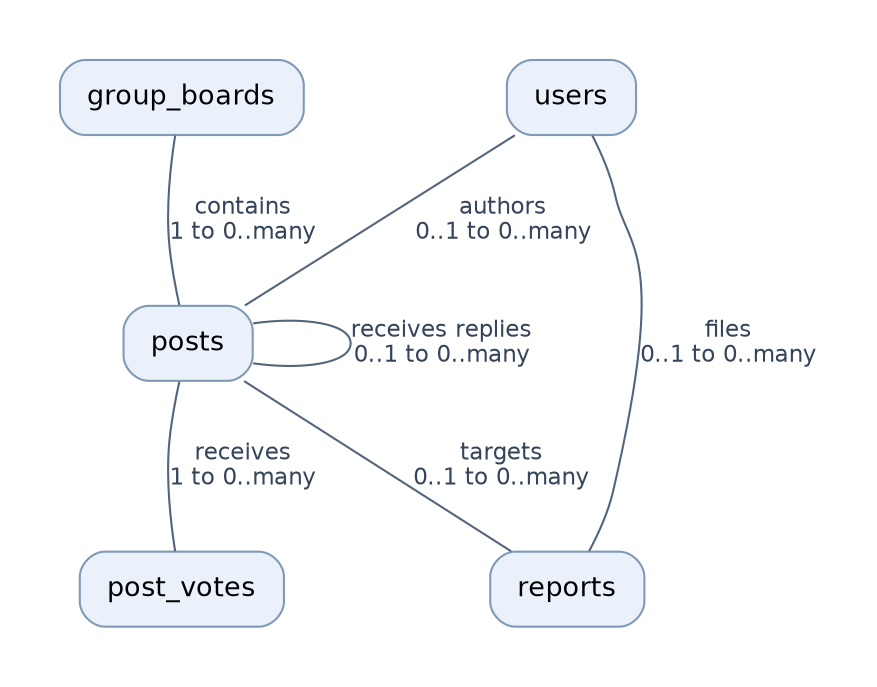 group_boards
users
contains
1 to 0..many
authors
0..1 to 0..many
posts
receives replies
0..1 to 0..many
files
0..1 to 0..many
receives
1 to 0..many
targets
0..1 to 0..many
post_votes
reports